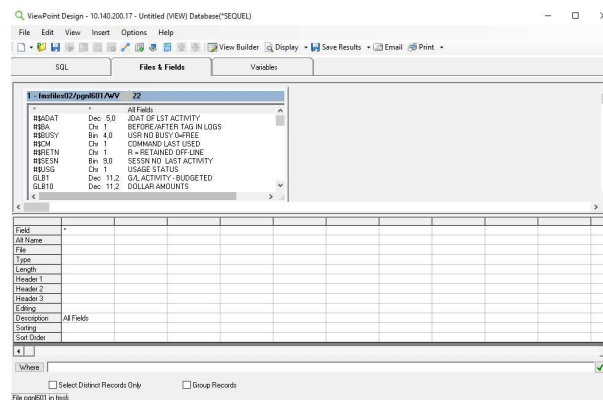 ViewPoint Design - 10.140.200.17 - Untitled (VIEW) Database(*SEQUEL)
File Edit View Insert Options Help
View Builder Display Save Results Email Print
SQL Files & Fields Variables
1 - fmsfiles02/pgnl601/WV 22
* * All Fields
#$ADAT Dec 5,0 JDAT OF LST ACTIVITY
#$BA Chr 1 BEFORE/AFTER TAG IN LOGS
#$BUSY Bin 4,0 USR NO BUSY 0=FREE
#$CM Chr 1 COMMAND LAST USED
#$RETN Chr 1 R = RETAINED OFF-LINE
#$SESN Bin 9,0 SESSN NO LAST ACTIVITY
#$USG Chr 1 USAGE STATUS
GLB1 Dec 11,2 G/L ACTIVITY - BUDGETED
GLB10 Dec 11,2 DOLLAR AMOUNTS
Field *
Alt Name
File
Type
Length
Header 1
Header 2
Header 3
Editing
Description All Fields
Sorting
Sort Order
Where
Select Distinct Records Only Group Records